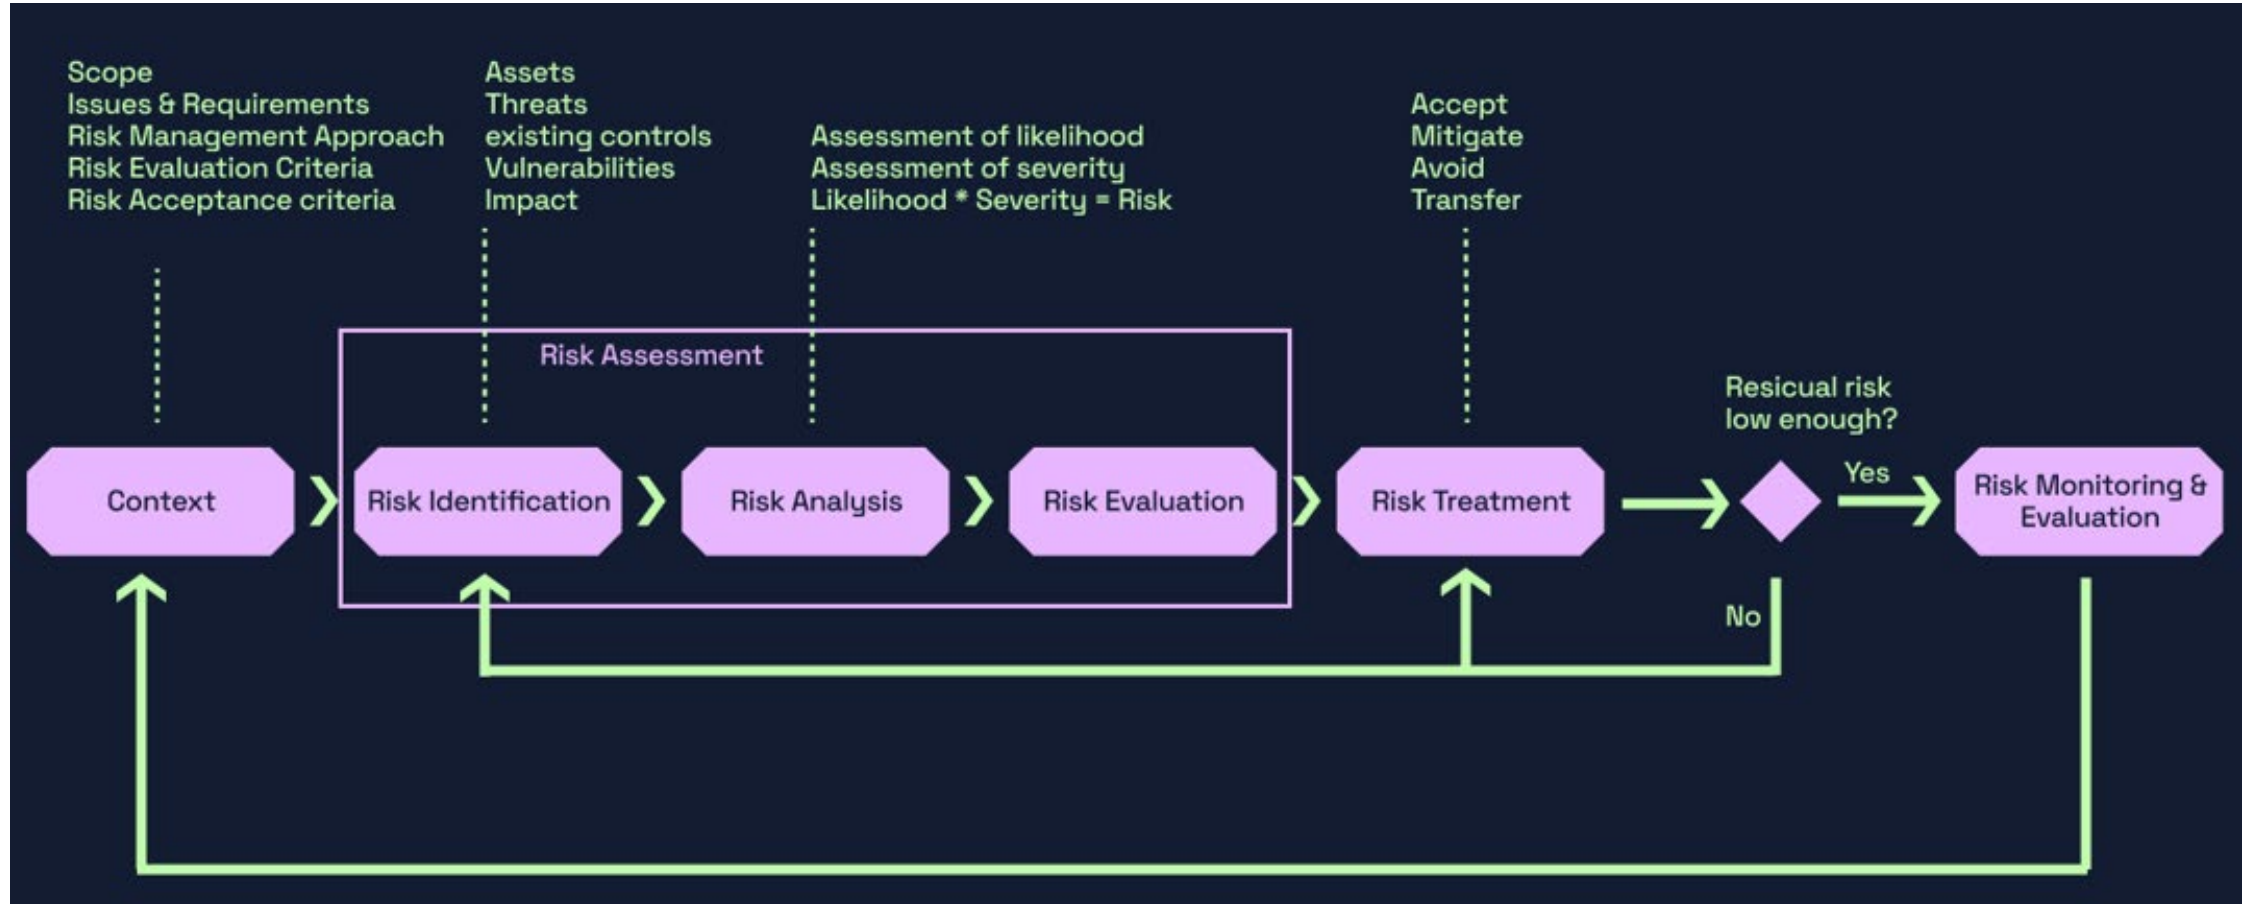 Scope
Issues & Requirements
Risk Management Approach
Risk Evaluation Criteria
Risk Acceptance criteria
Assets
Threats
existing controls
Vulnerabilities
Impact
Assessment of likelihood
Assessment of severity
Likelihood * Severity = Risk
Accept
Mitigate
Avoid
Transfer
Risk Assessment
Resicual risk
low enough?
Context
Risk Identification
Risk Analysis
Risk Evaluation
Risk Treatment
Yes
Risk Monitoring &
Evaluation
No